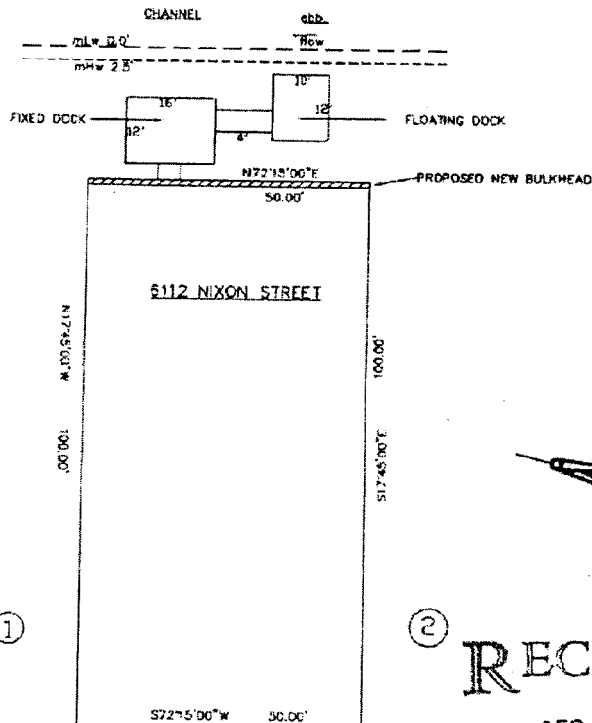 CHANNEL
ebb
flow
mLw 0.0'
mHw 2.5'
16'
12'
FIXED DOCK
4'
10'
12'
FLOATING DOCK
N72°15'00"E
50.00'
PROPOSED NEW BULKHEAD
6112 NIXON STREET
N17°45'00"W
100.00'
100.00'
S17°45'00"E
1
2
REC
S72°15'00"W 50.00'